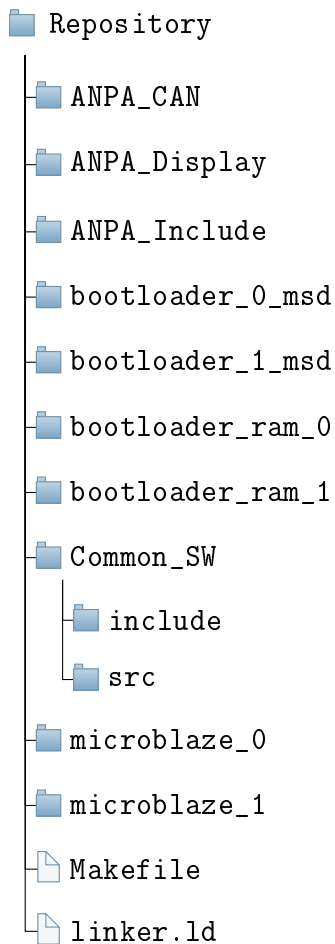 Repository
ANPA_CAN
ANPA_Display
ANPA_Include
bootloader_0_msd
bootloader_1_msd
bootloader_ram_0
bootloader_ram_1
Common_SW
include
src
microblaze_0
microblaze_1
Makefile
linker.ld